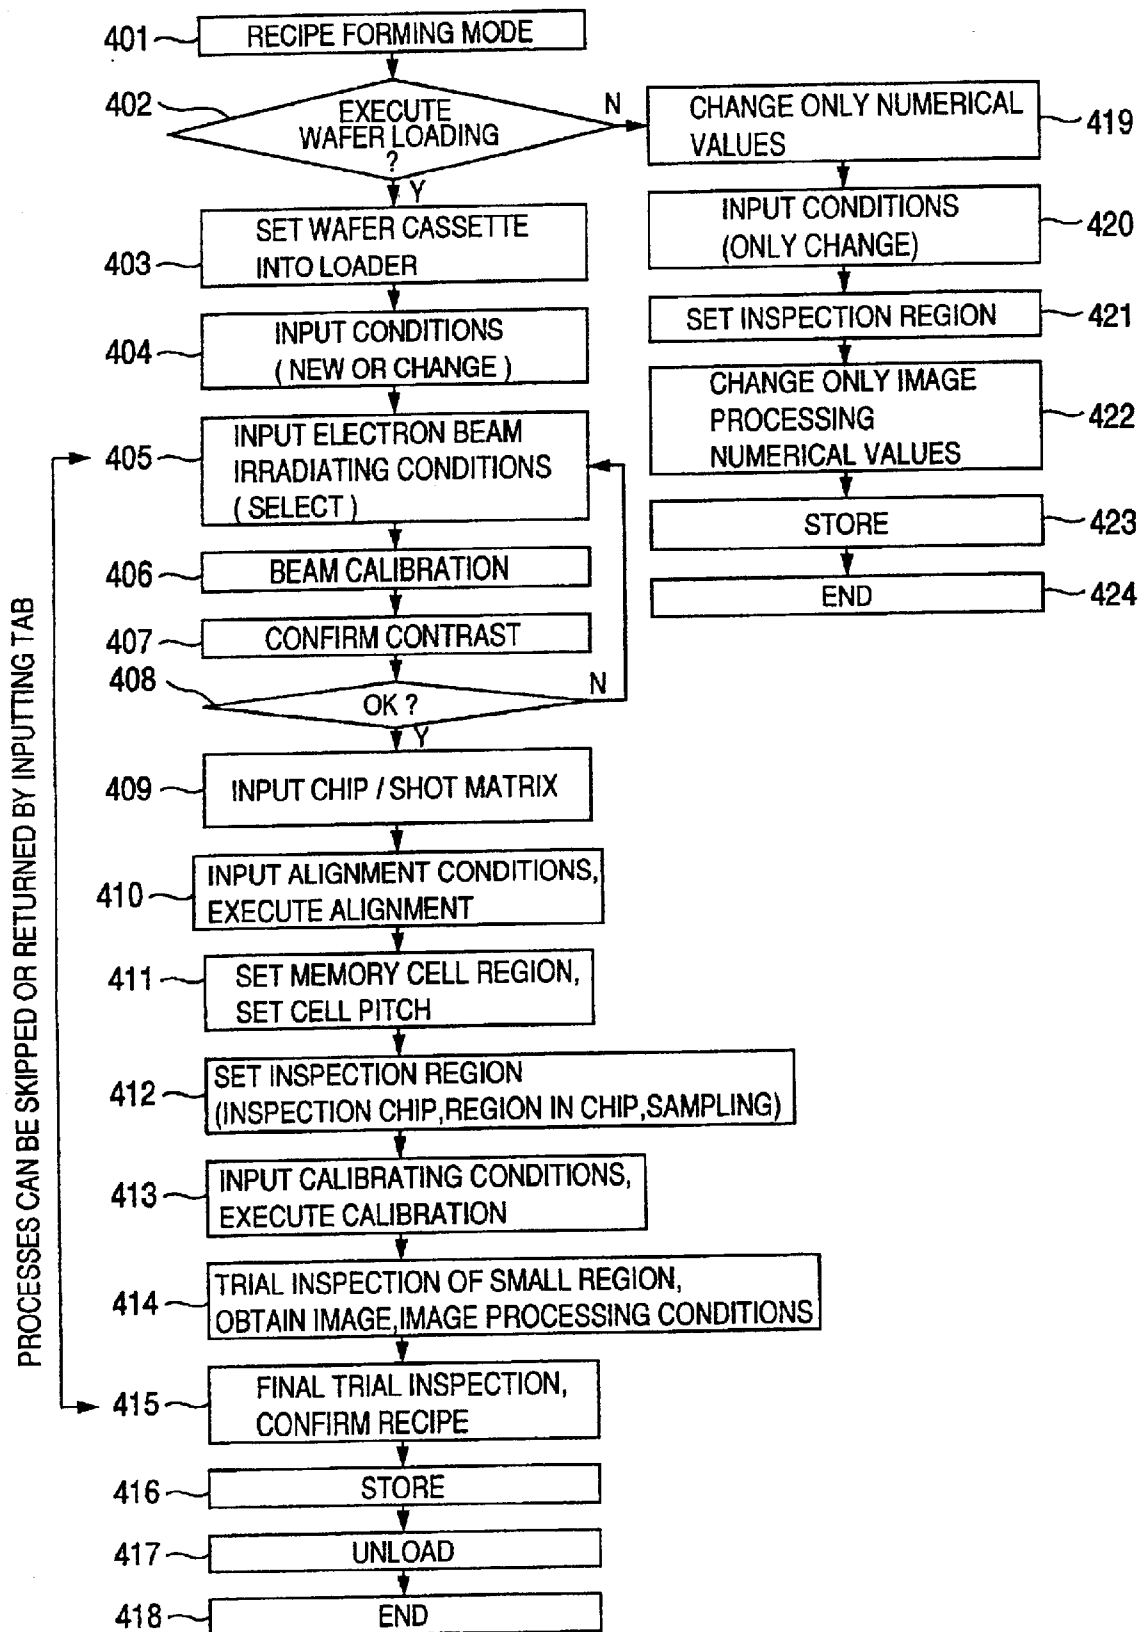 401
RECIPE FORMING MODE
402
EXECUTE
WAFER LOADING
?
N
Y
403
SET WAFER CASSETTE
INTO LOADER
404
INPUT CONDITIONS
( NEW OR CHANGE )
405
INPUT ELECTRON BEAM
IRRADIATING CONDITIONS
( SELECT )
406
BEAM CALIBRATION
407
CONFIRM CONTRAST
408
OK ?
N
Y
409
INPUT CHIP / SHOT MATRIX
410
INPUT ALIGNMENT CONDITIONS,
EXECUTE ALIGNMENT
411
SET MEMORY CELL REGION,
SET CELL PITCH
412
SET INSPECTION REGION
(INSPECTION CHIP,REGION IN CHIP,SAMPLING)
413
INPUT CALIBRATING CONDITIONS,
EXECUTE CALIBRATION
414
TRIAL INSPECTION OF SMALL REGION,
OBTAIN IMAGE,IMAGE PROCESSING CONDITIONS
415
FINAL TRIAL INSPECTION,
CONFIRM RECIPE
416
STORE
417
UNLOAD
418
END
CHANGE ONLY NUMERICAL
VALUES
419
INPUT CONDITIONS
(ONLY CHANGE)
420
SET INSPECTION REGION
421
CHANGE ONLY IMAGE
PROCESSING
NUMERICAL VALUES
422
STORE
423
END
424
PROCESSES CAN BE SKIPPED OR RETURNED BY INPUTTING TAB